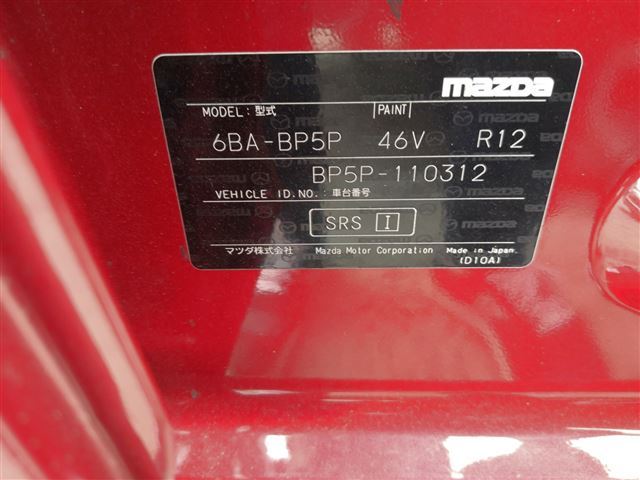 mazda
MODEL : 型式 PAINT
6BA-BP5P 46V R12
BP5P-110312
VEHICLE ID.NO. : 車台番号
SRS I
マツダ株式会社 Mazda Motor Corporation Made in Japan
(D10A)